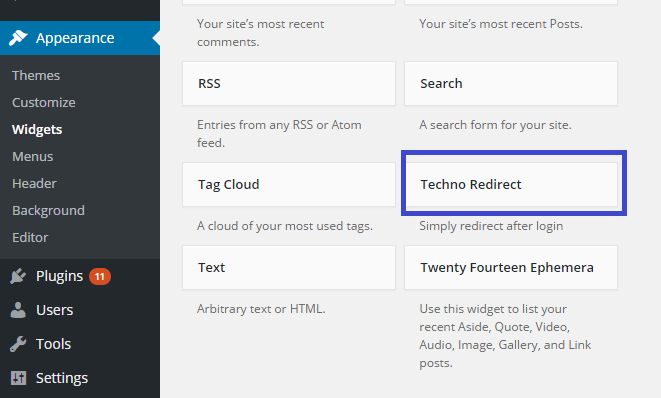 Appearance
Themes
Customize
Widgets
Menus
Header
Background
Editor
Plugins 11
Users
Tools
Settings
Your site's most recent
comments.
Your site's most recent Posts.
RSS
Search
Entries from any RSS or Atom
feed.
A search form for your site.
Tag Cloud
Techno Redirect
A cloud of your most used tags.
Simply redirect after login
Text
Twenty Fourteen Ephemera
Arbitrary text or HTML.
Use this widget to list your
recent Aside, Quote, Video,
Audio, Image, Gallery, and Link
posts.